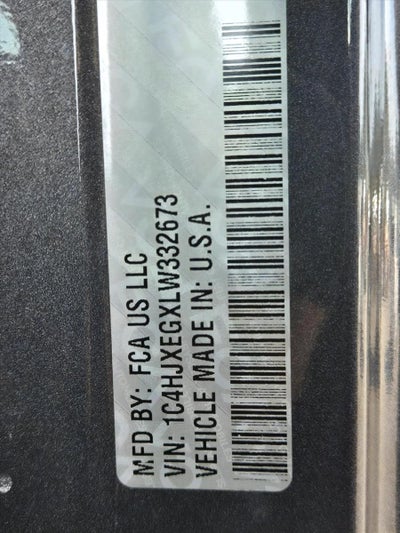 MFD BY: FCA US LLC
VIN: 1C4HJXEGXLW332673
VEHICLE MADE IN: U.S.A.